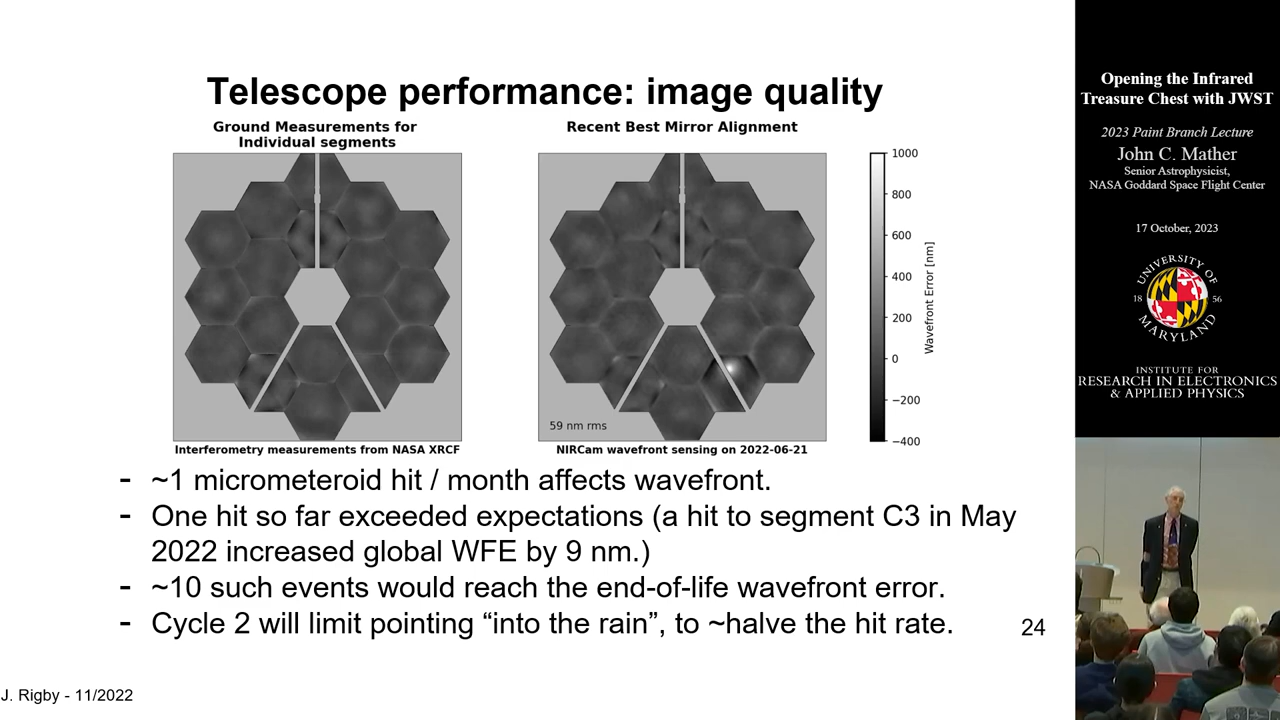 Telescope performance: image quality
Ground Measurements for
Individual segments
Recent Best Mirror Alignment
1000
800
600
400
200
0
−200
−400
Wavefront Error [nm]
59 nm rms
Interferometry measurements from NASA XRCF
NIRCam wavefront sensing on 2022-06-21
- ~1 micrometeroid hit / month affects wavefront.
- One hit so far exceeded expectations (a hit to segment C3 in May
2022 increased global WFE by 9 nm.)
- ~10 such events would reach the end-of-life wavefront error.
- Cycle 2 will limit pointing “into the rain”, to ~halve the hit rate.
24
J. Rigby - 11/2022
Opening the Infrared
Treasure Chest with JWST
2023 Paint Branch Lecture
John C. Mather
Senior Astrophysicist,
NASA Goddard Space Flight Center
17 October, 2023
UNIVERSITY OF
18 56
MARYLAND
INSTITUTE FOR
RESEARCH IN ELECTRONICS
& APPLIED PHYSICS